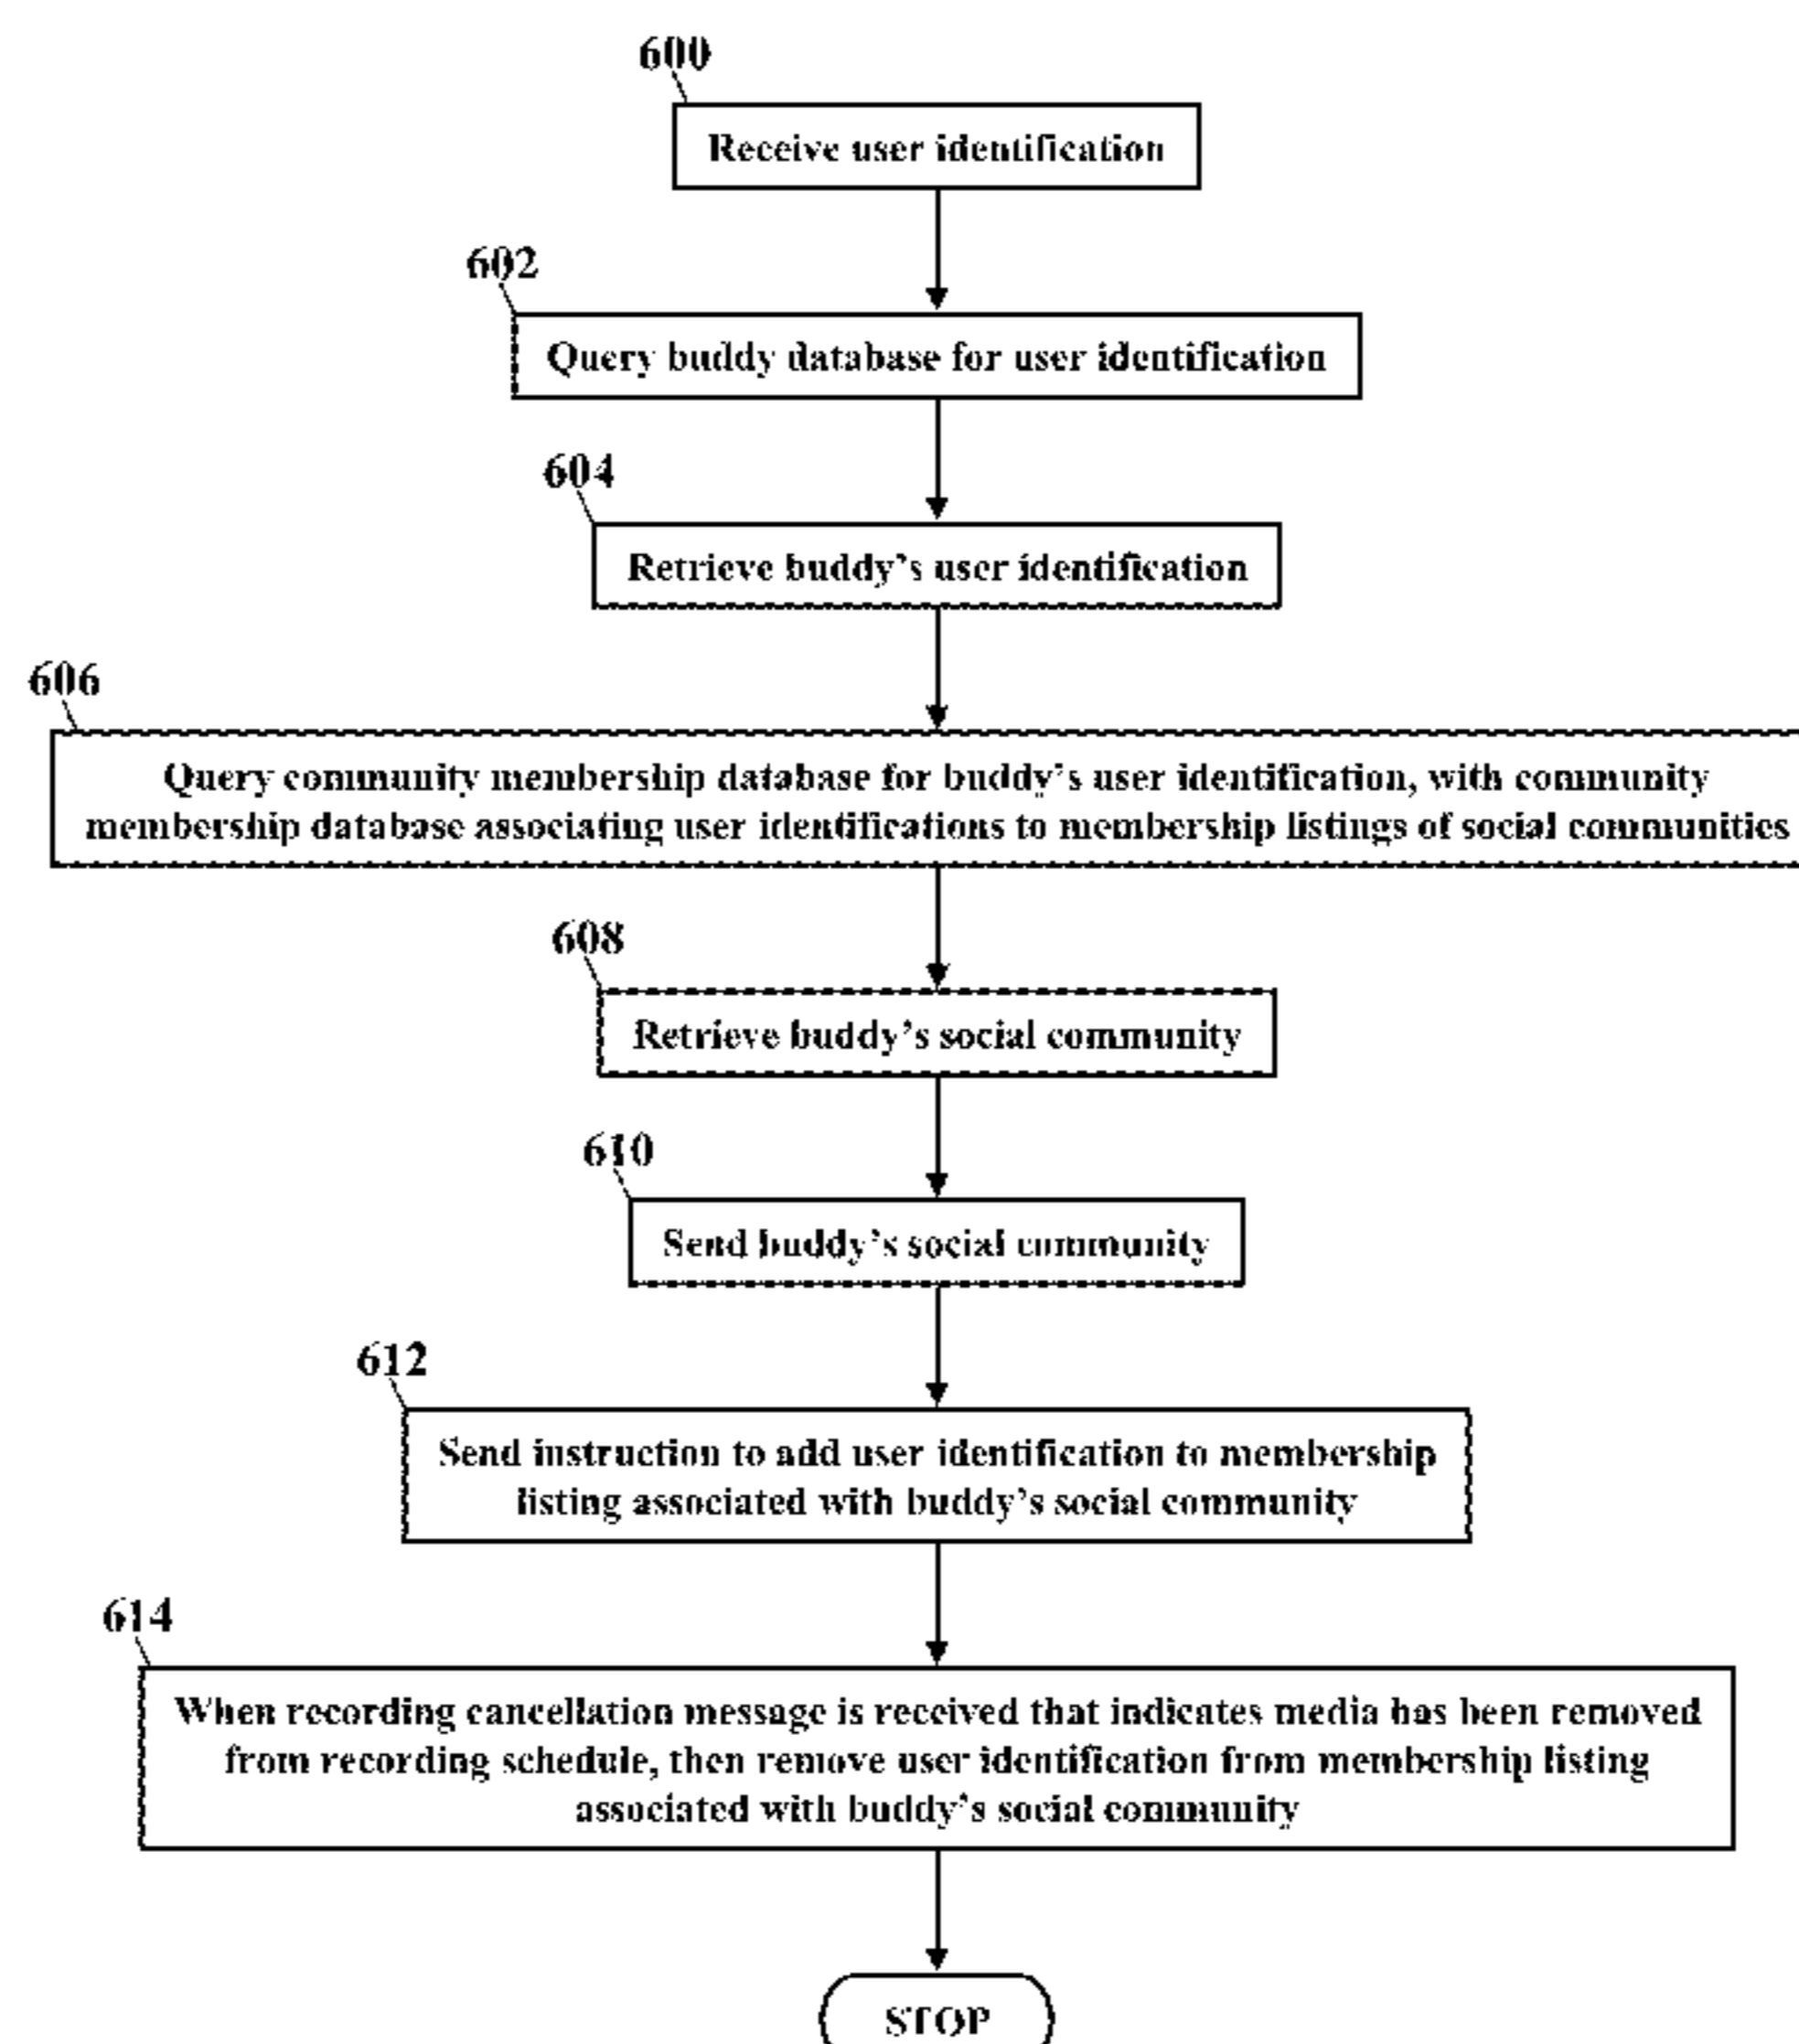 600
Receive user identification
602
Query buddy database for user identification
604
Retrieve buddy's user identification
606
Query community membership database for buddy's user identification, with community
membership database associating user identifications to membership listings of social communities
608
Retrieve buddy's social community
610
Send buddy's social community
612
Send instruction to add user identification to membership
listing associated with buddy's social community
614
When recording cancellation message is received that indicates media has been removed
from recording schedule, then remove user identification from membership listing
associated with buddy's social community
STOP